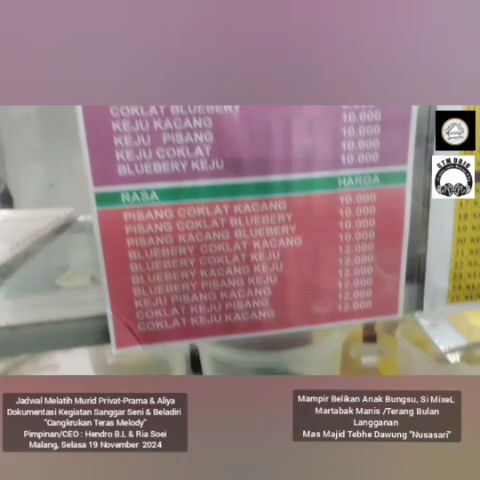 COKLAT BLUEBERY
KEJU KACANG 10.000
KEJU PISANG 10.000
KEJU COKLAT 10.000
BLUEBERY KEJU 10.000
RASA HARGA
PISANG COKLAT KACANG 10.000
PISANG COKLAT BLUEBERY 10.000
PISANG KACANG BLUEBERY 10.000
BLUEBERY COKLAT KACANG 10.000
BLUEBERY COKLAT KEJU 12.000
BLUEBERY KACANG KEJU 12.000
BLUEBERY PISANG KEJU 12.000
KEJU PISANG KACANG 12.000
COKLAT KEJU PISANG 12.000
COKLAT KEJU KACANG 12.000
Jadwal Melatih Murid Privat-Prama & Aliya
Dokumentasi Kegiatan Sanggar Seni & Beladiri
"Cangkrukan Teras Melody"
Pimpinan/CEO : Hendro B.L & Ria Soei
Malang, Selasa 19 November 2024
Mampir Belikan Anak Bungsu, Si MixeL
Martabak Manis /Terang Bulan
Langganan
Mas Majid Tebhe Dawung "Nusasari"